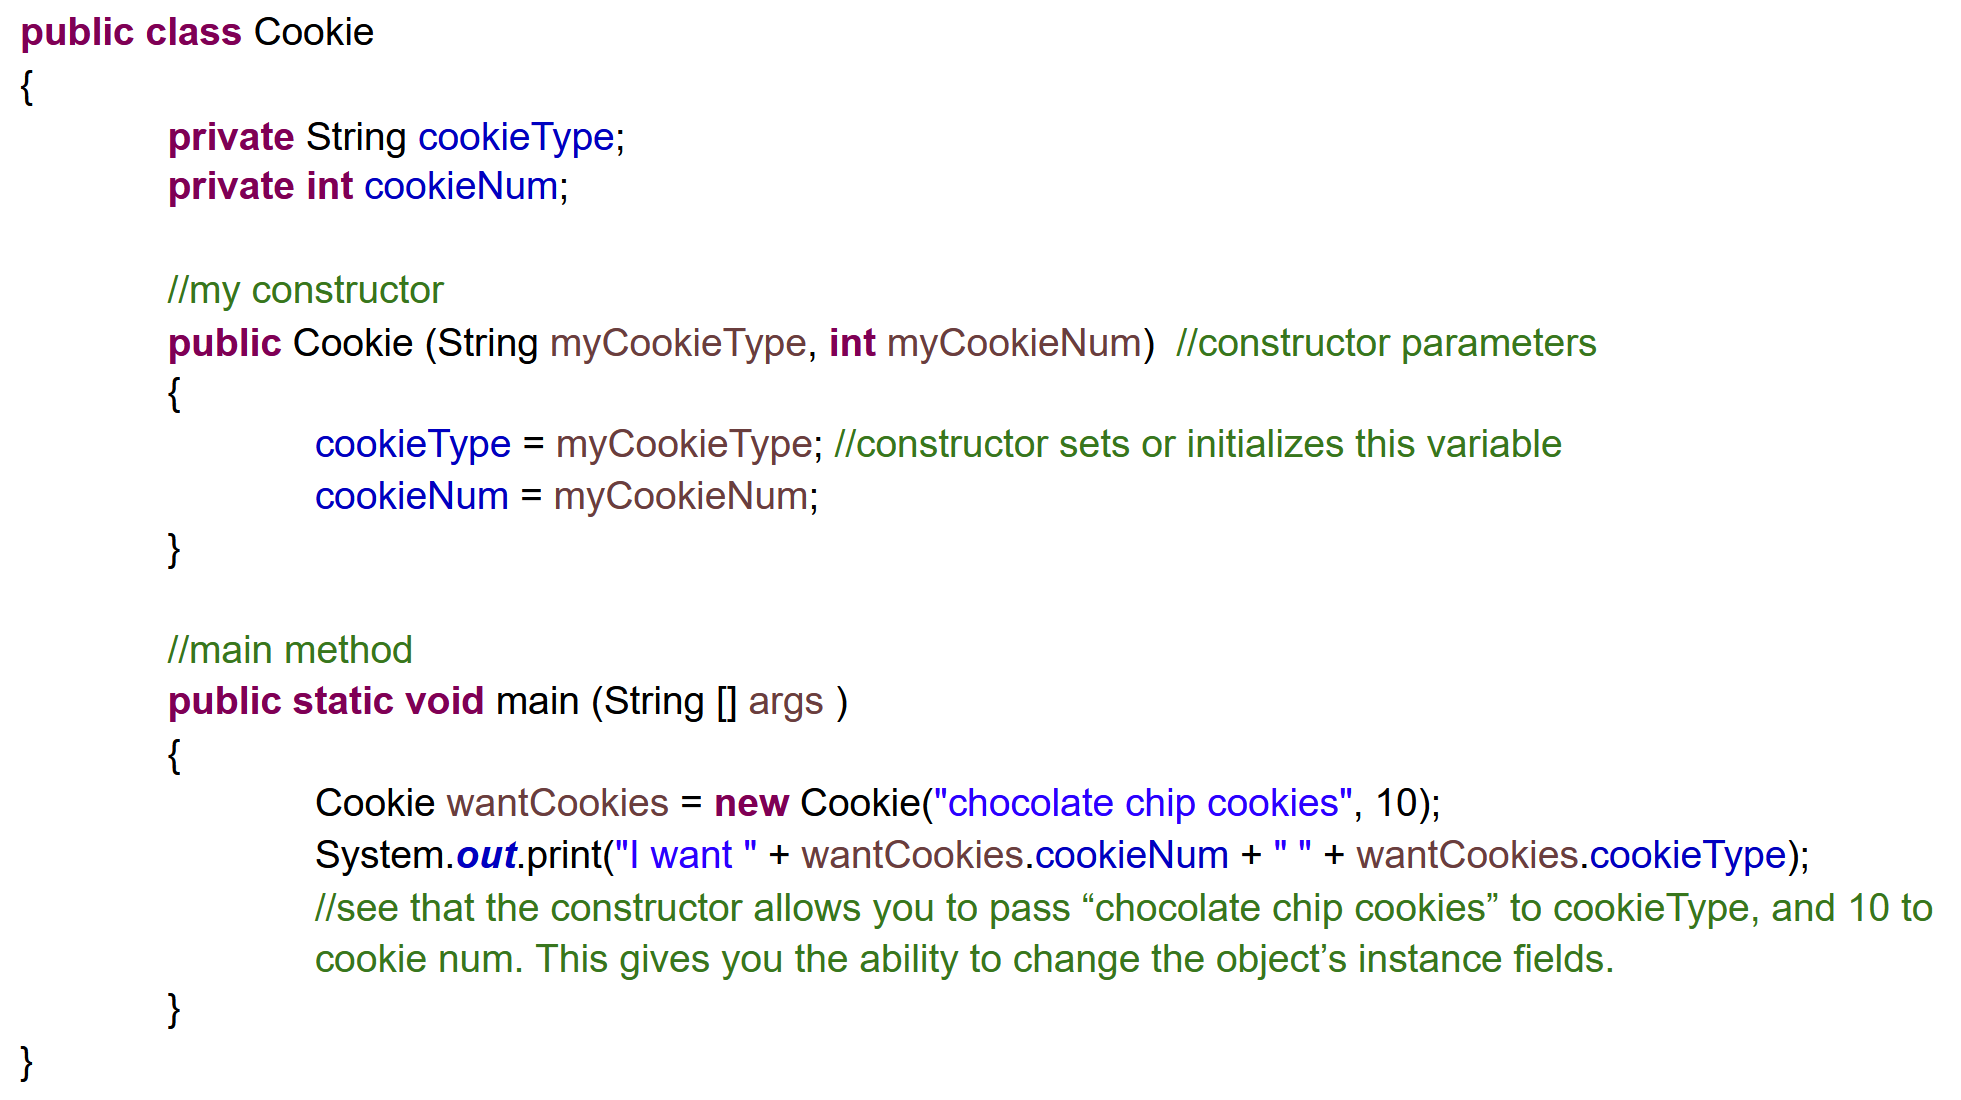 public class Cookie
{
private String cookieType;
private int cookieNum;
//my constructor
public Cookie (String myCookieType, int myCookieNum)  //constructor parameters
{
cookieType = myCookieType; //constructor sets or initializes this variable
cookieNum = myCookieNum;
}
//main method
public static void main (String [] args )
{
Cookie wantCookies = new Cookie("chocolate chip cookies", 10);
System.out.print("I want " + wantCookies.cookieNum + " " + wantCookies.cookieType);
//see that the constructor allows you to pass “chocolate chip cookies” to cookieType, and 10 to
cookie num. This gives you the ability to change the object’s instance fields.
}
}